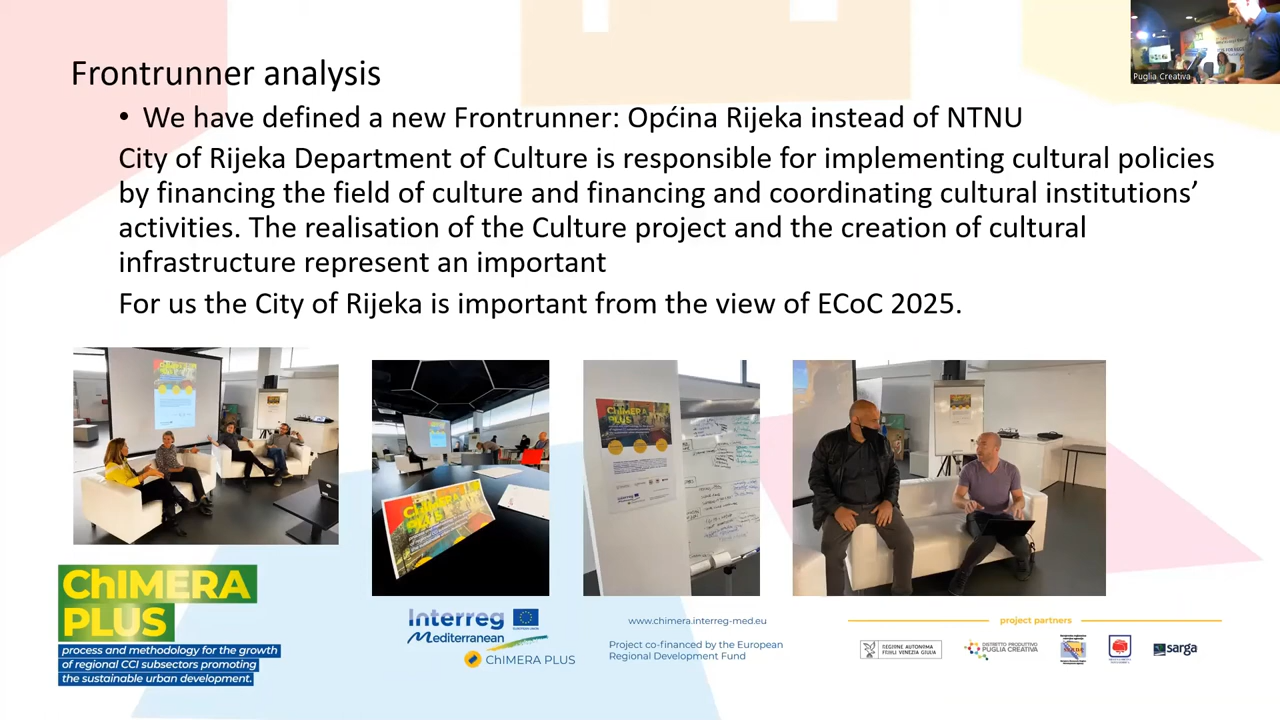 Puglia Creativa
Frontrunner analysis
• We have defined a new Frontrunner: Općina Rijeka instead of NTNU
City of Rijeka Department of Culture is responsible for implementing cultural policies
by financing the field of culture and financing and coordinating cultural institutions’
activities. The realisation of the Culture project and the creation of cultural
infrastructure represent an important
For us the City of Rijeka is important from the view of ECoC 2025.
ChIMERA
PLUS
ChIMERA
PLUS
ChIMERA
PLUS
process and methodology for the growth
of regional CCI subsectors promoting
the sustainable urban development.
Interreg
Mediterranean
EUROPEAN UNION
ChIMERA PLUS
www.chimera.interreg-med.eu
Project co-financed by the European
Regional Development Fund
project partners
REGIONE AUTONOMA
FRIULI VENEZIA GIULIA
DISTRETTO PRODUTTIVO
PUGLIA CREATIVA
sarga